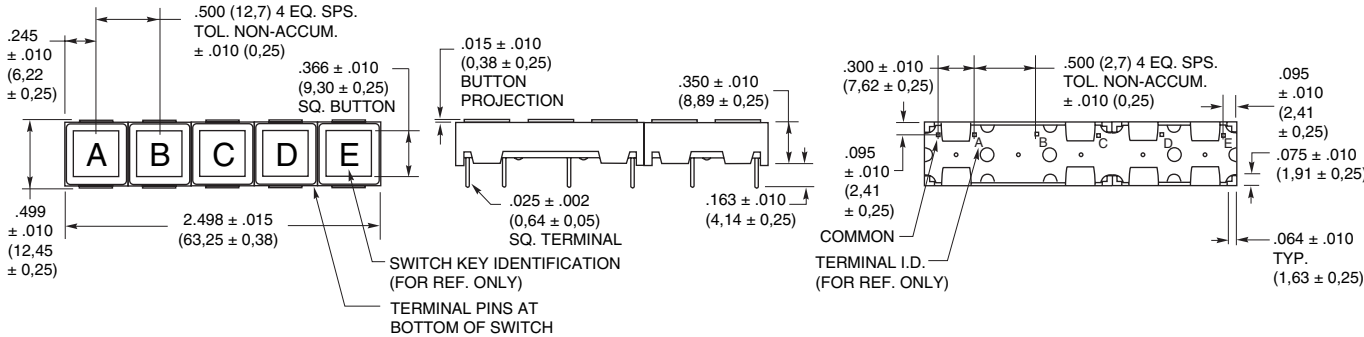 .500 (12,7) 4 EQ. SPS.
TOL. NON-ACCUM.
± .010 (0,25)
.245
± .010
(6,22
± 0,25)
.366 ± .010
(9,30 ± 0,25)
SQ. BUTTON
A B C D E
.499
± .010
(12,45
± 0,25)
2.498 ± .015
(63,25 ± 0,38)
SWITCH KEY IDENTIFICATION
(FOR REF. ONLY)
TERMINAL PINS AT
BOTTOM OF SWITCH
.015 ± .010
(0,38 ± 0,25)
BUTTON
PROJECTION
.350 ± .010
(8,89 ± 0,25)
.025 ± .002
(0,64 ± 0,05)
SQ. TERMINAL
.163 ± .010
(4,14 ± 0,25)
.300 ± .010
(7,62 ± 0,25)
.500 (2,7) 4 EQ. SPS.
TOL. NON-ACCUM.
± .010 (0,25)
.095
± .010
(2,41
± 0,25)
A B C D E
.095
± .010
(2,41
± 0,25)
.075 ± .010
(1,91 ± 0,25)
COMMON
TERMINAL I.D.
(FOR REF. ONLY)
.064 ± .010
TYP.
(1,63 ± 0,25)